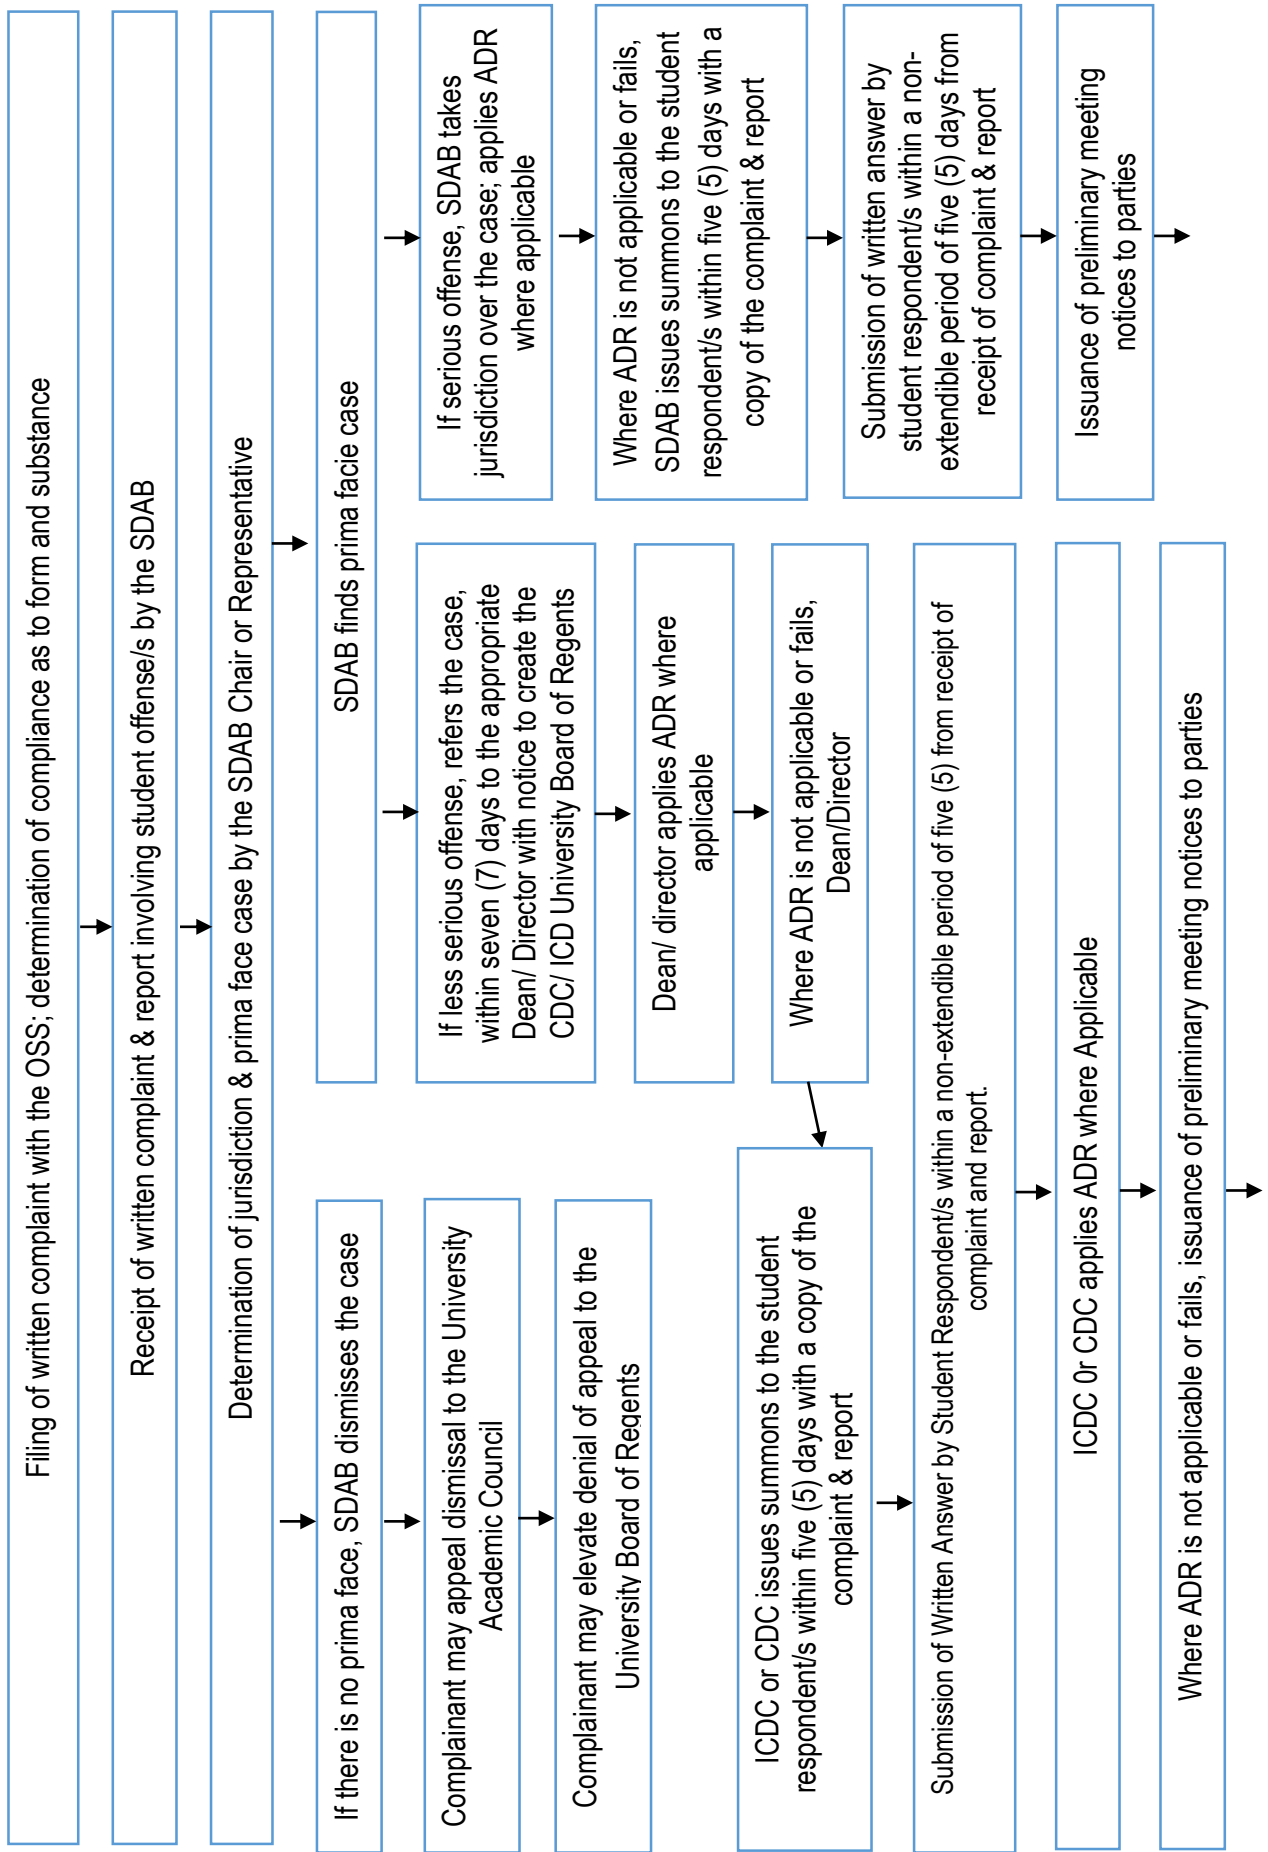 Filing of written complaint with the OSS; determination of compliance as to form and substance
Receipt of written complaint & report involving student offense/s by the SDAB
Determination of jurisdiction & prima face case by the SDAB Chair or Representative
If there is no prima face, SDAB dismisses the case
Complainant may appeal dismissal to the University
Academic Council
Complainant may elevate denial of appeal to the
University Board of Regents
SDAB finds prima facie case
If less serious offense, refers the case,
within seven (7) days to the appropriate
Dean/ Director with notice to create the
CDC/ ICD University Board of Regents
Dean/ director applies ADR where
applicable
Where ADR is not applicable or fails,
Dean/Director
ICDC or CDC issues summons to the student
respondent/s within five (5) days with a copy of the
complaint & report
Submission of Written Answer by Student Respondent/s within a non-extendible period of five (5) from receipt of
complaint and report.
ICDC 0r CDC applies ADR where Applicable
Where ADR is not applicable or fails, issuance of preliminary meeting notices to parties
If serious offense, SDAB takes
jurisdiction over the case; applies ADR
where applicable
Where ADR is not applicable or fails,
SDAB issues summons to the student
respondent/s within five (5) days with a
copy of the complaint & report
Submission of written answer by
student respondent/s within a non-
extendible period of five (5) days from
receipt of complaint & report
Issuance of preliminary meeting
notices to parties